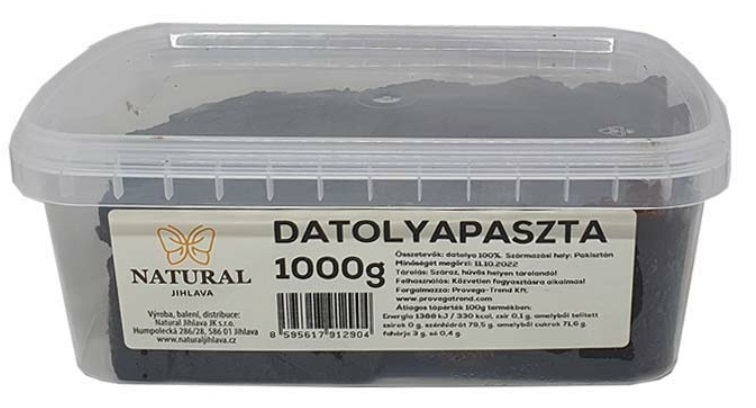 NATURAL
JIHLAVA
Výroba, balení, distribuce:
Natural Jihlava JK s.r.o.
Humpolecká 286/28, 586 01 Jihlava
www.naturaljihlava.cz
DATOLYAPASZTA
1000g
8 595617 912904
Összetevők: datolya 100%. Származási hely: Pakisztán
Minőségét megőrzi: 11.10.2022
Tárolás: Száraz, hűvös helyen tárolandó!
Felhasználás: Közvetlen fogyasztásra alkalmas!
Forgalmazza: Provega-Trend Kft.
www.provegatrend.com
Átlagos tápérték 100g termékben:
Energia 1388 kJ / 330 kcal, zsír 0,1 g, amelyből telített
zsírok 0 g, szénhidrát 79,5 g, amelyből cukrok 71,6 g,
fehérje 3 g, só 0,4 g.